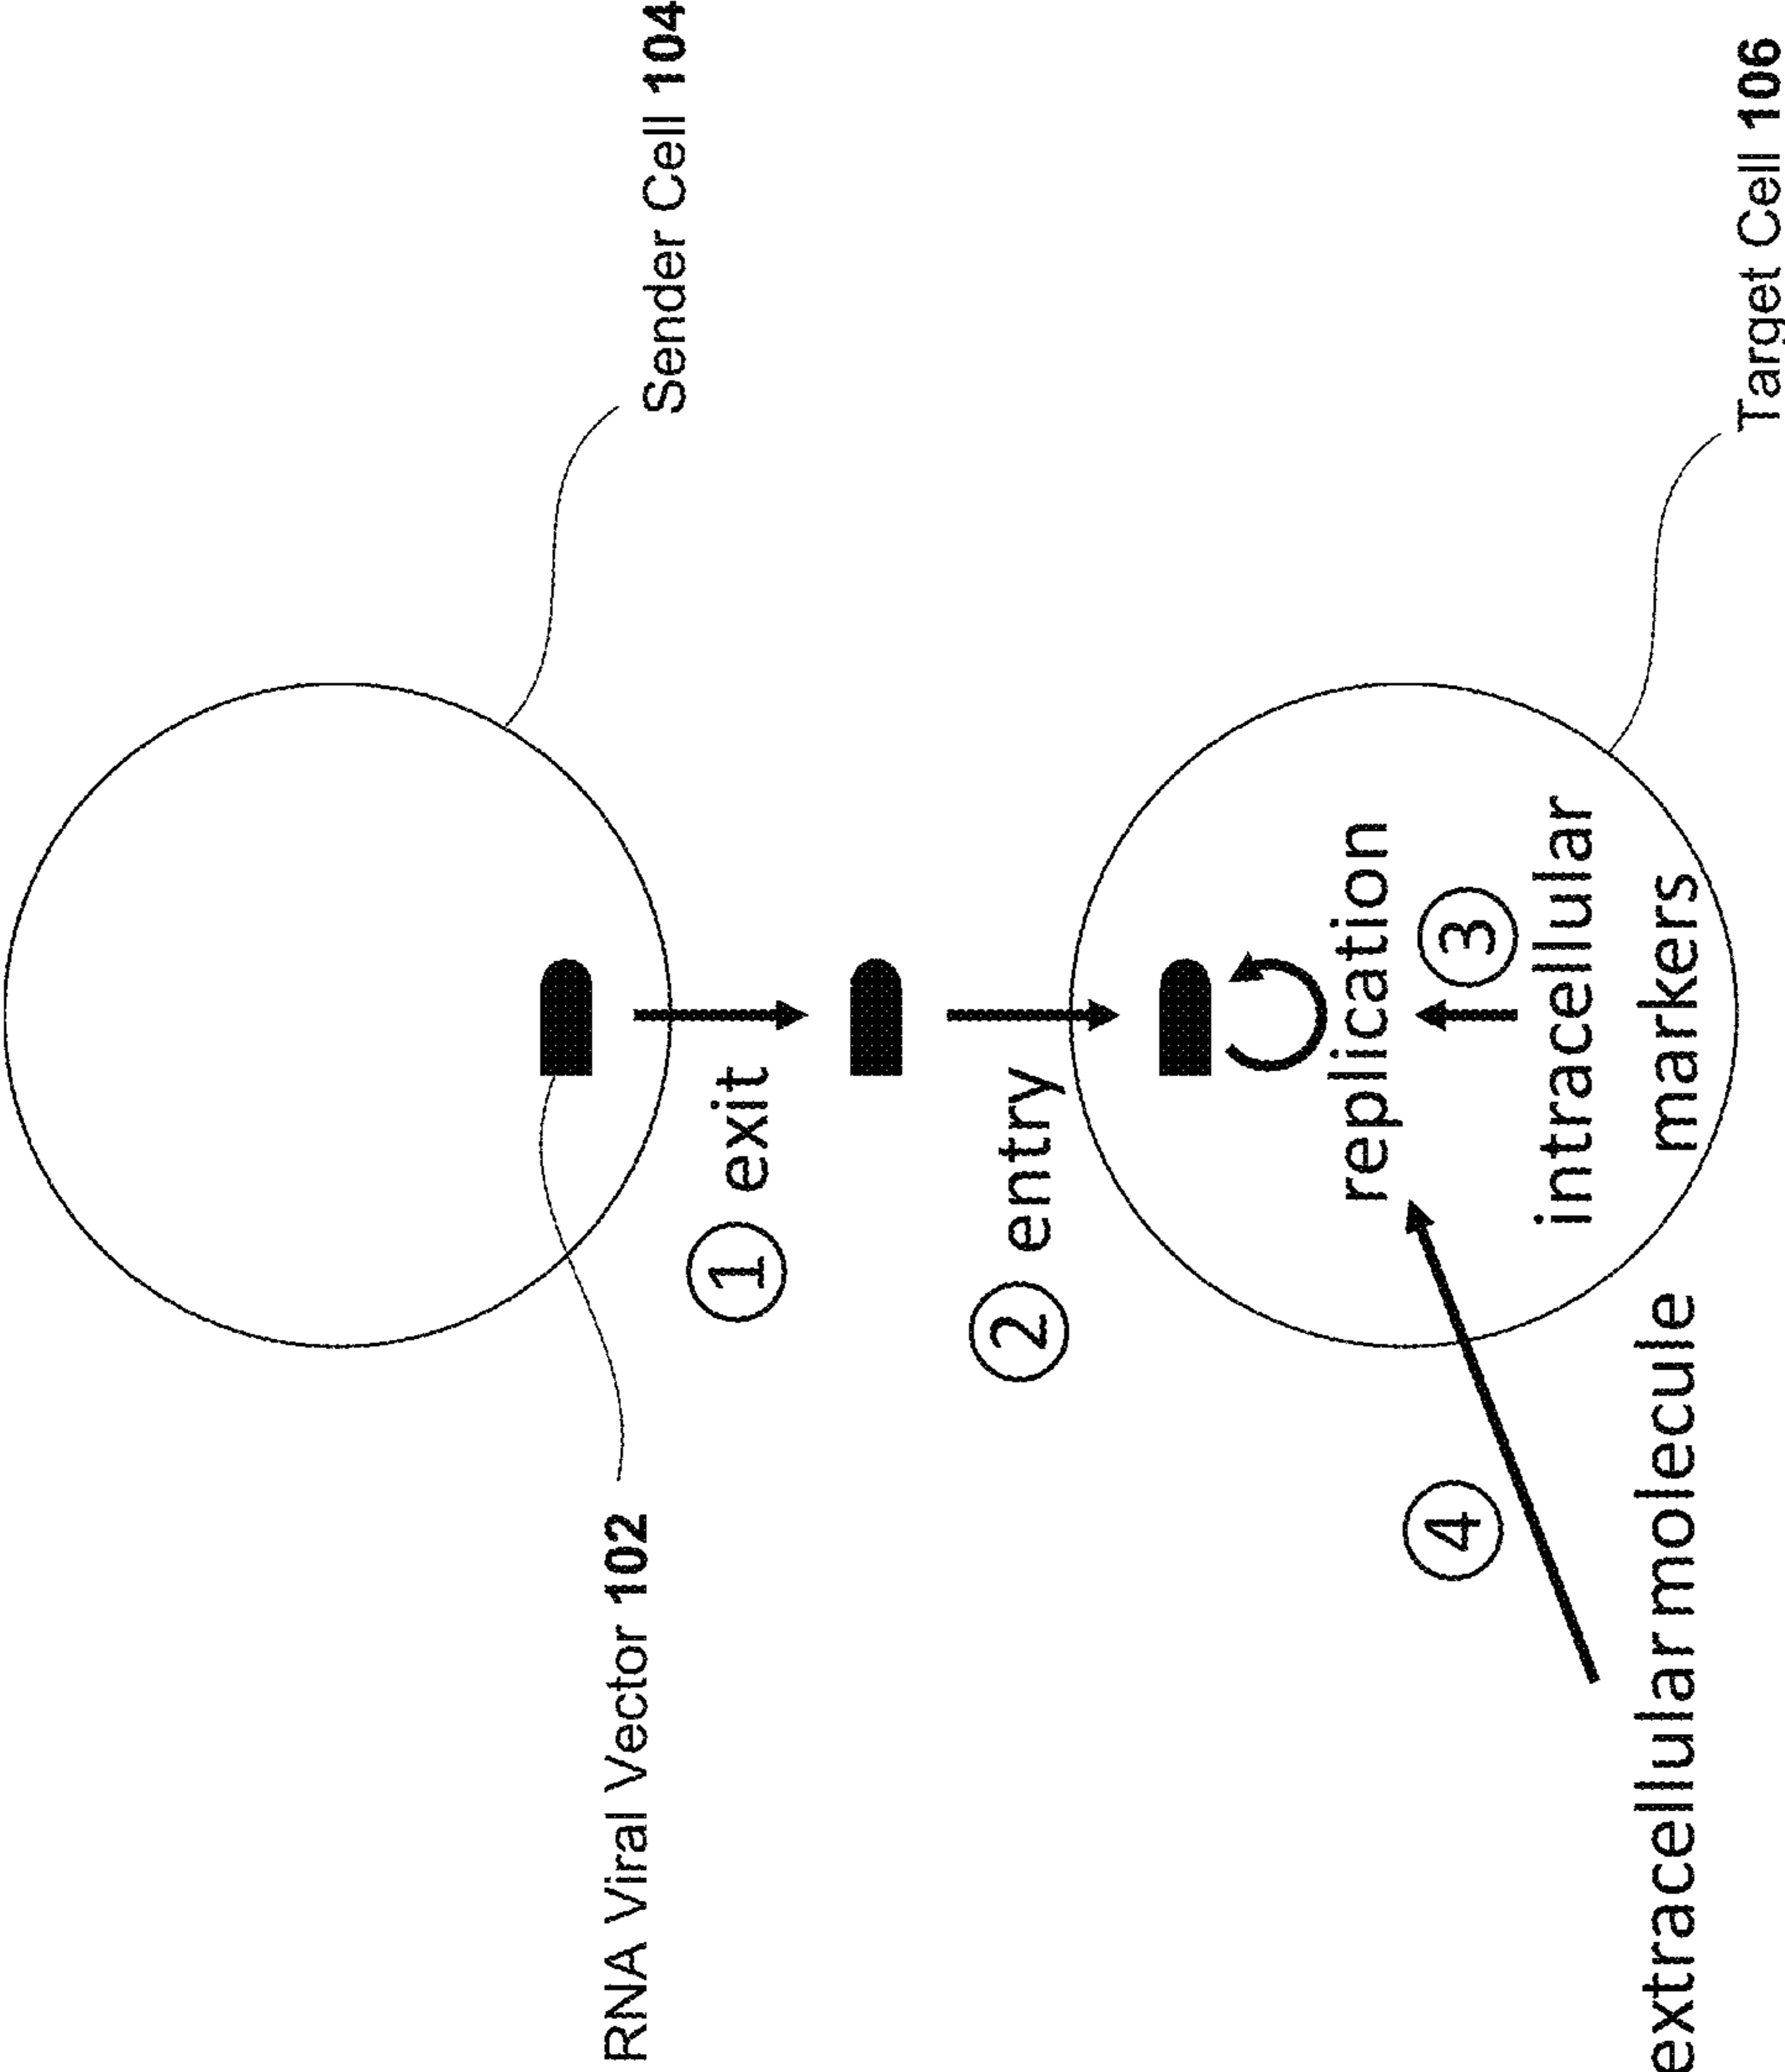 RNA Viral Vector 102
Sender Cell 104
① exit
② entry
replication
③
intracellular
markers
④
extracellular molecule
Target Cell 106